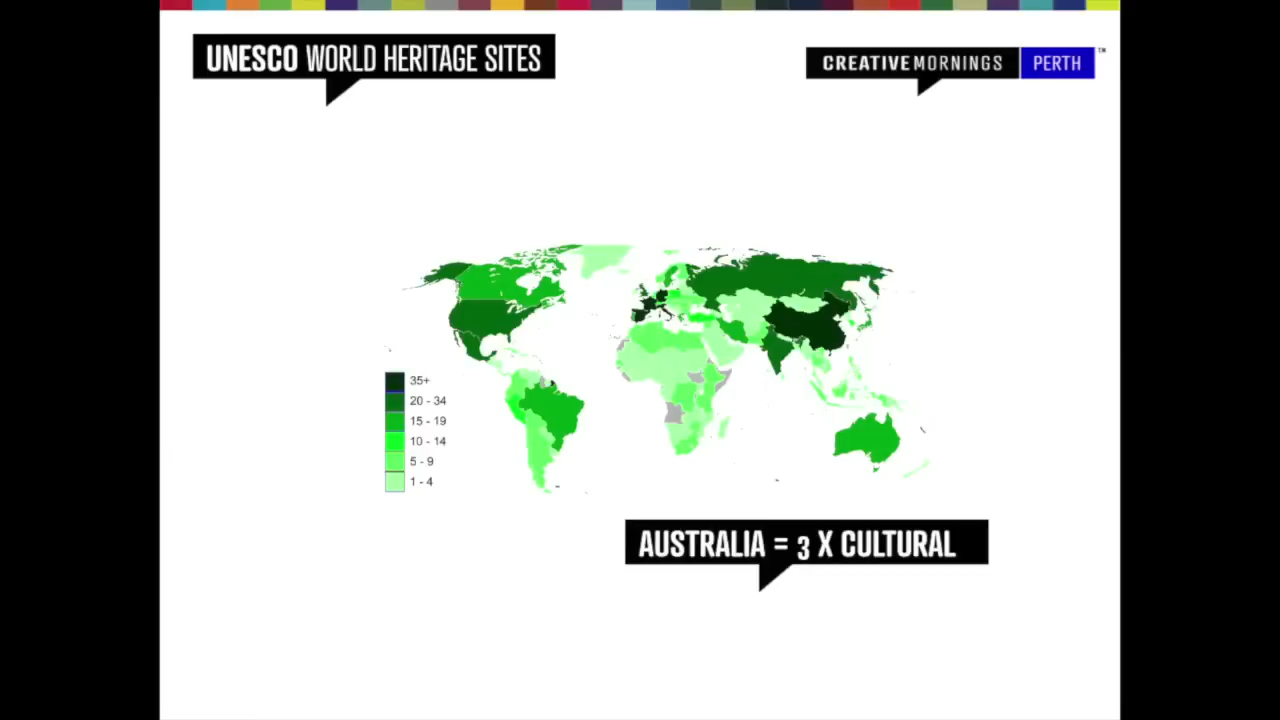 UNESCO WORLD HERITAGE SITES
CREATIVEMORNINGS PERTH ™
35+
20 - 34
15 - 19
10 - 14
5 - 9
1 - 4
AUSTRALIA = 3 X CULTURAL